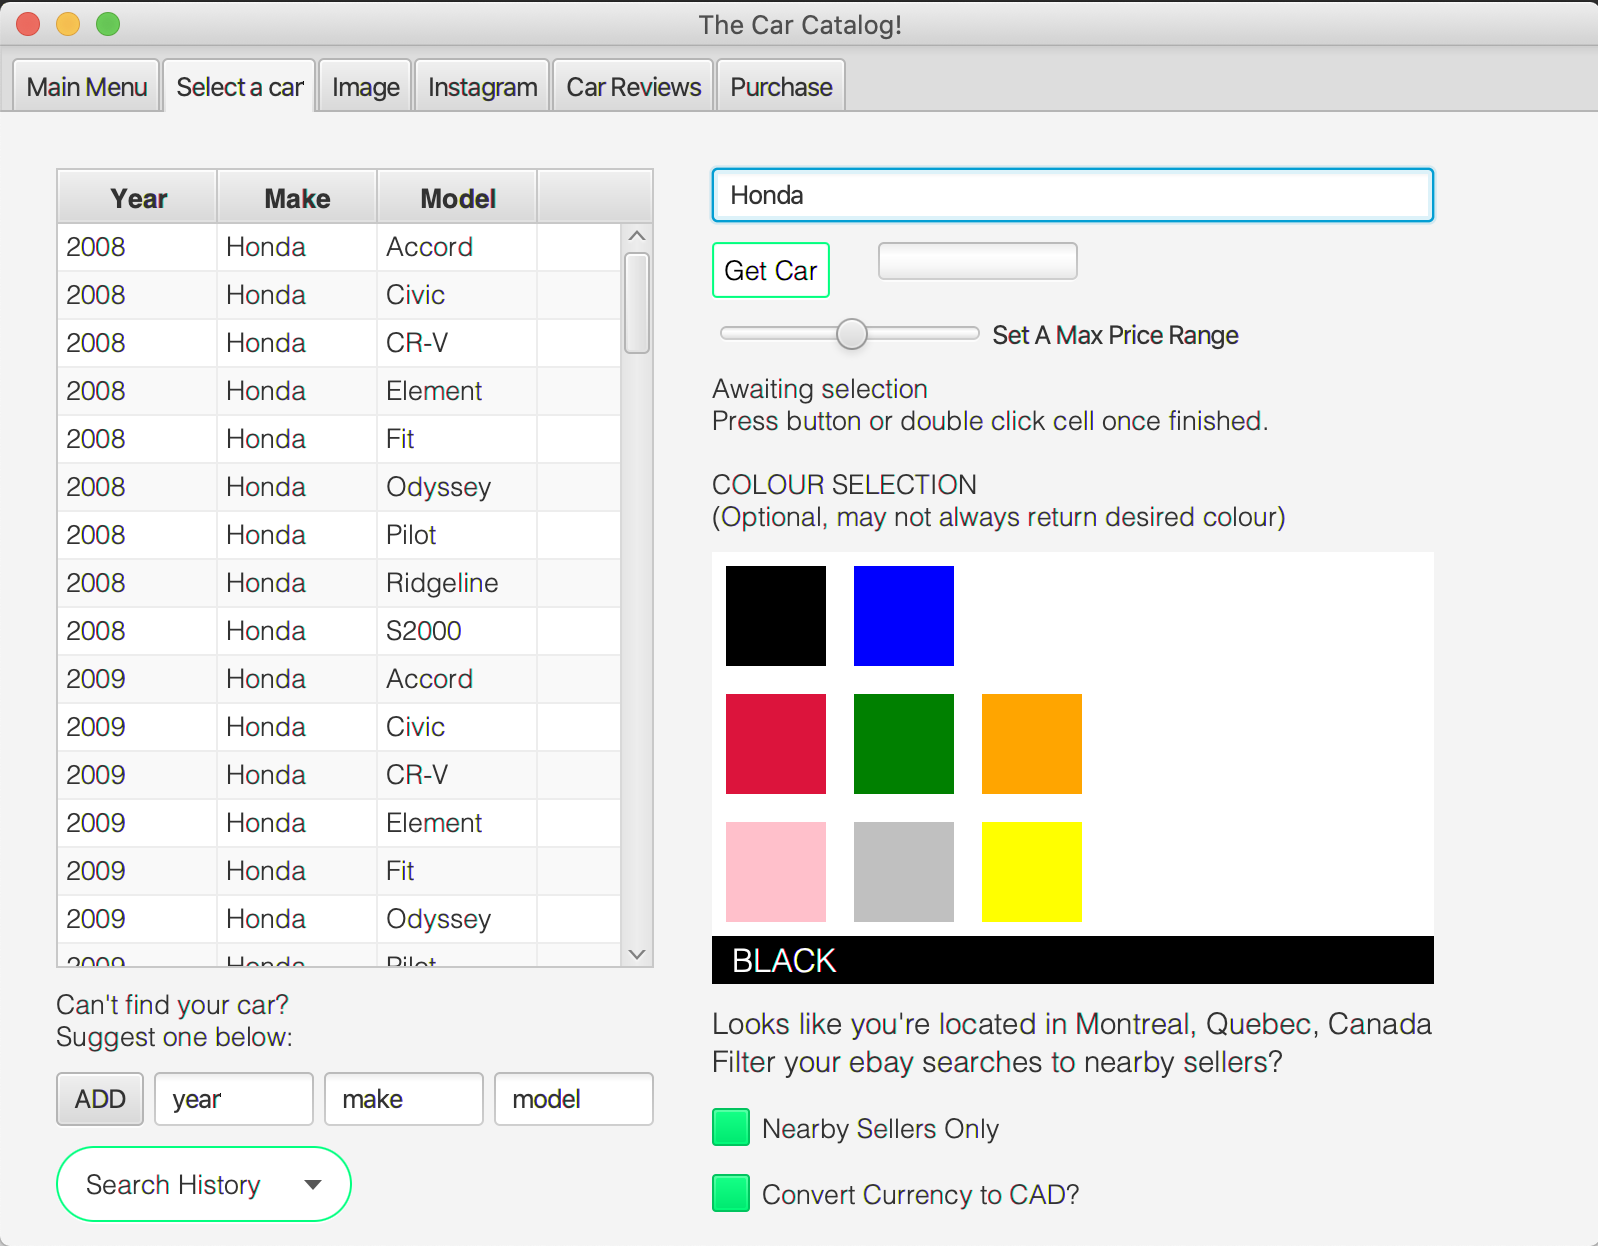 The Car Catalog!
Main Menu Select a car Image Instagram Car Reviews Purchase
Year Make Model
2008 Honda Accord
2008 Honda Civic
2008 Honda CR-V
2008 Honda Element
2008 Honda Fit
2008 Honda Odyssey
2008 Honda Pilot
2008 Honda Ridgeline
2008 Honda S2000
2009 Honda Accord
2009 Honda Civic
2009 Honda CR-V
2009 Honda Element
2009 Honda Fit
2009 Honda Odyssey
2009 Honda Pilot
Can't find your car?
Suggest one below:
ADD year make model
Search History
Honda
Get Car
Set A Max Price Range
Awaiting selection
Press button or double click cell once finished.
COLOUR SELECTION
(Optional, may not always return desired colour)
BLACK
Looks like you're located in Montreal, Quebec, Canada
Filter your ebay searches to nearby sellers?
Nearby Sellers Only
Convert Currency to CAD?